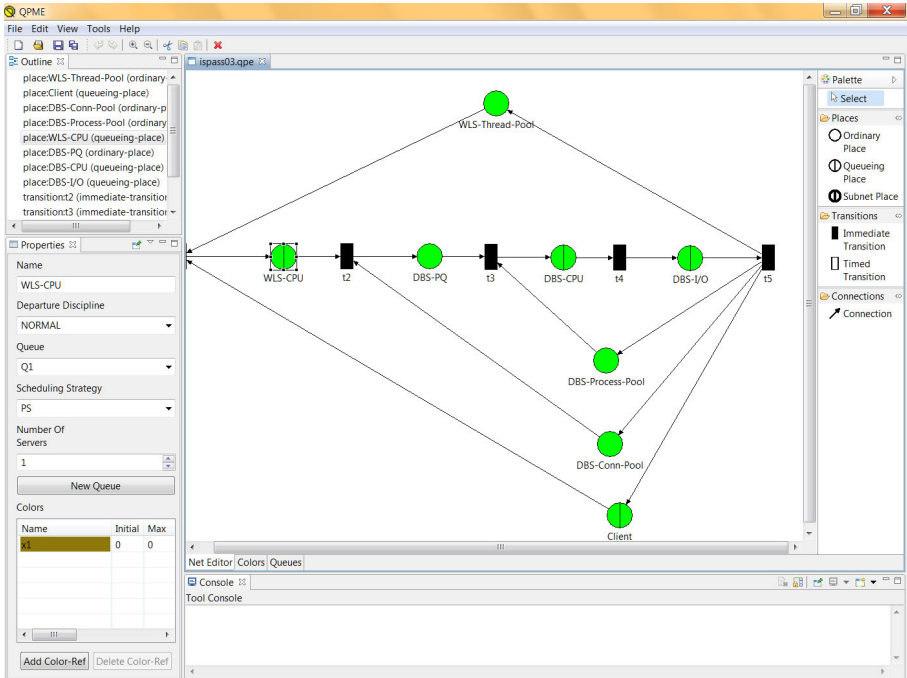 QPME
File Edit View Tools Help
Outline
place:WLS-Thread-Pool (ordinary-
place:Client (queueing-place)
place:DBS-Conn-Pool (ordinary-p
place:DBS-Process-Pool (ordinary
place:WLS-CPU (queueing-place)
place:DBS-PQ (ordinary-place)
place:DBS-CPU (queueing-place)
place:DBS-I/O (queueing-place)
transition:t2 (immediate-transition
transition:t3 (immediate-transition
Properties
Name
WLS-CPU
Departure Discipline
NORMAL
Queue
Q1
Scheduling Strategy
PS
Number Of
Servers
1
New Queue
Colors
Name Initial Max
x1 0 0
Add Color-Ref Delete Color-Ref
ispass03.qpe
WLS-Thread-Pool
WLS-CPU t2 DBS-PQ t3 DBS-CPU t4 DBS-I/O t5
DBS-Process-Pool
DBS-Conn-Pool
Client
Net Editor Colors Queues
Console
Tool Console
Palette
Select
Places
Ordinary
Place
Queueing
Place
Subnet Place
Transitions
Immediate
Transition
Timed
Transition
Connections
Connection